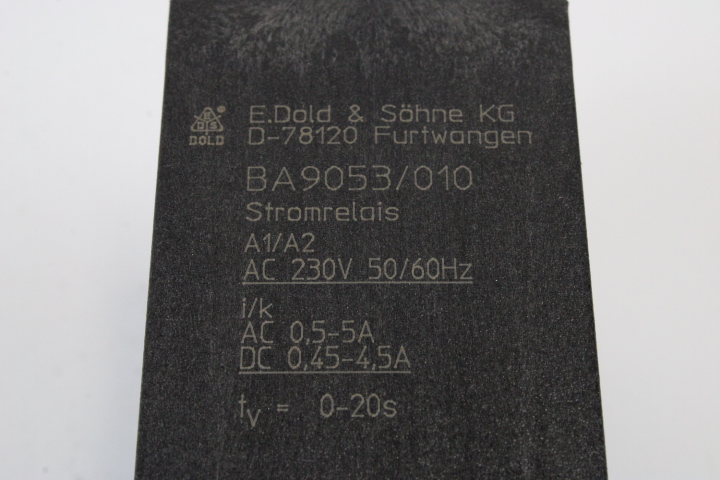 E.Dold & Söhne KG
DOLD D-78120 Furtwangen
BA9053/010
Stromrelais
A1/A2
AC 230V 50/60Hz
i/k
AC 0,5-5A
DC 0,45-4,5A
tv = 0-20s